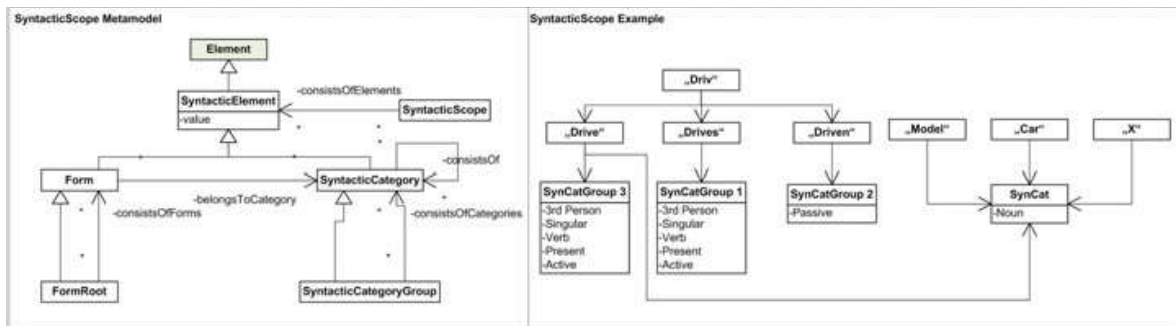 SyntacticScope Metamodel
Element
SyntacticElement
-value
-consistsOfElements
SyntacticScope
Form
-belongsToCategory
SyntacticCategory
-consistsOf
-consistsOfForms
-consistsOfCategories
FormRoot
SyntacticCategoryGroup
SyntacticScope Example
„Driv“
„Drive“
„Drives“
„Driven“
„Model“
„Car“
„X“
SynCatGroup 3
-3rd Person
-Singular
-Verb
-Present
-Active
SynCatGroup 1
-3rd Person
-Singular
-Verb
-Present
-Active
SynCatGroup 2
-Passive
SynCat
-Noun